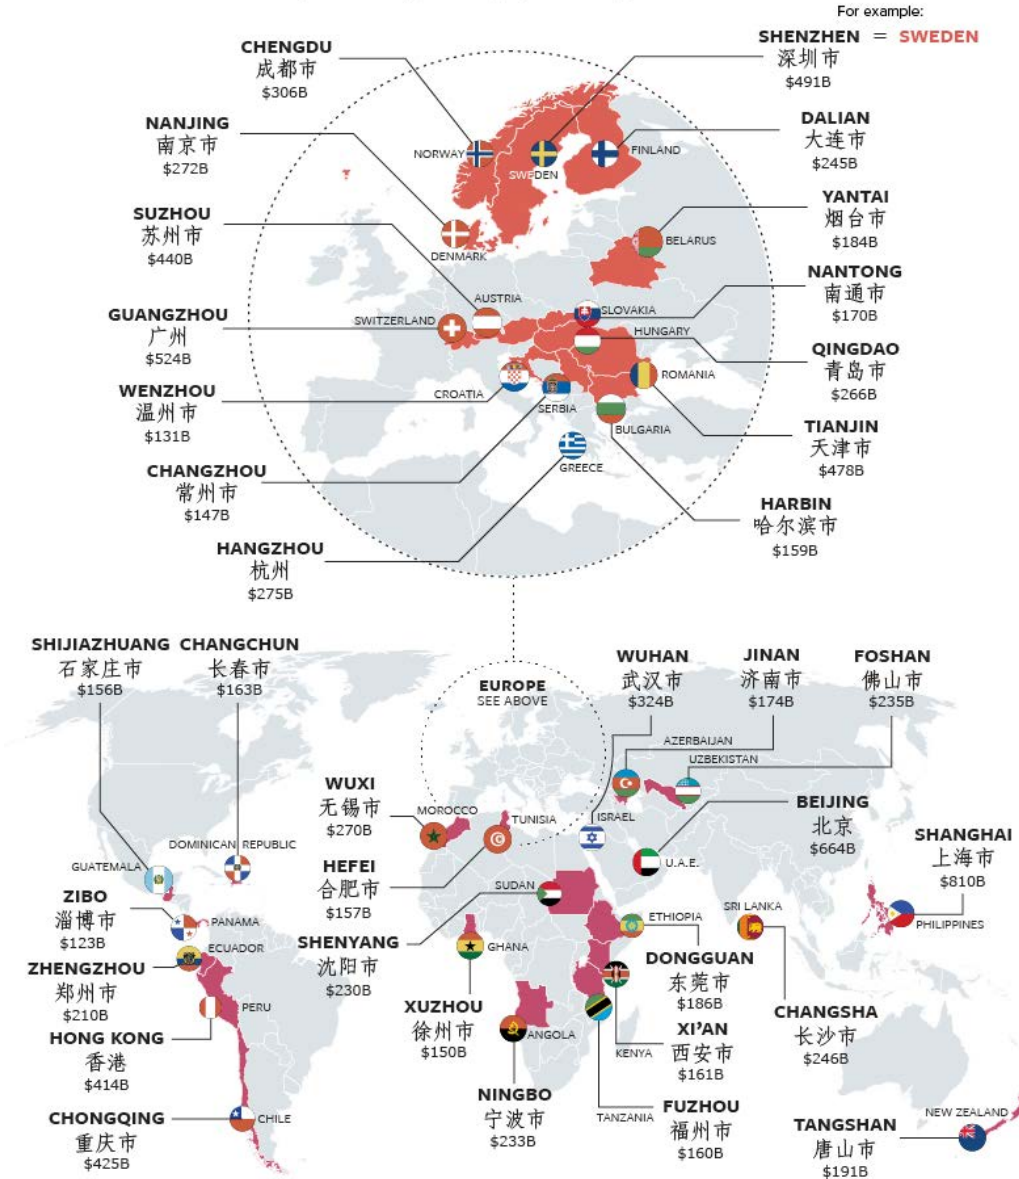 For example:
SHENZHEN = SWEDEN
深圳市
$491B
CHENGDU
成都市
$306B
NANJING
南京市
$272B
SUZHOU
苏州市
$440B
GUANGZHOU
广州
$524B
WENZHOU
温州市
$131B
CHANGZHOU
常州市
$147B
HANGZHOU
杭州
$275B
DALIAN
大连市
$245B
YANTAI
烟台市
$184B
NANTONG
南通市
$170B
QINGDAO
青岛市
$266B
TIANJIN
天津市
$478B
HARBIN
哈尔滨市
$159B
NORWAY
SWEDEN
FINLAND
DENMARK
BELARUS
AUSTRIA
SWITZERLAND
SLOVAKIA
HUNGARY
CROATIA
SERBIA
ROMANIA
BULGARIA
GREECE
SHIJIAZHUANG
石家庄市
$156B
CHANGCHUN
长春市
$163B
EUROPE
SEE ABOVE
WUHAN
武汉市
$324B
JINAN
济南市
$174B
FOSHAN
佛山市
$235B
AZERBAIJAN
UZBEKISTAN
WUXI
无锡市
$270B
MOROCCO
TUNISIA
ISRAEL
BEIJING
北京
$664B
SHANGHAI
上海市
$810B
DOMINICAN REPUBLIC
GUATEMALA
HEFEI
合肥市
$157B
SUDAN
U.A.E.
ZIBO
淄博市
$123B
PANAMA
ECUADOR
SHENYANG
沈阳市
$230B
GHANA
ETHIOPIA
SRI LANKA
PHILIPPINES
ZHENGZHOU
郑州市
$210B
PERU
DONGGUAN
东莞市
$186B
XUZHOU
徐州市
$150B
ANGOLA
KENYA
CHANGSHA
长沙市
$246B
HONG KONG
香港
$414B
XI'AN
西安市
$161B
NINGBO
宁波市
$233B
TANZANIA
FUZHOU
福州市
$160B
CHONGQING
重庆市
$425B
CHILE
TANGSHAN
唐山市
$191B
NEW ZEALAND